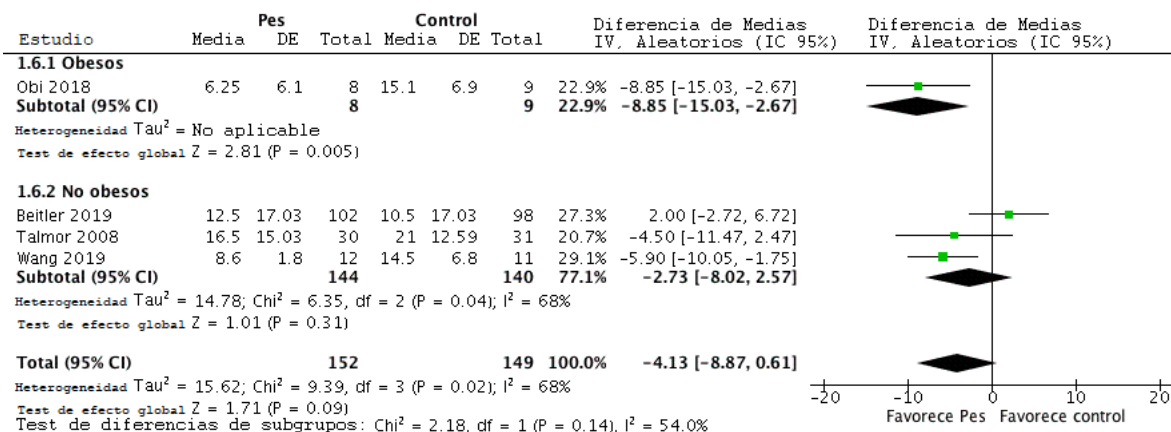 Pes Control Diferencia de Medias Diferencia de Medias
Estudio Media DE Total Media DE Total IV, Aleatorios (IC 95%) IV, Aleatorios (IC 95%)
1.6.1 Obesos
Obi 2018 6.25 6.1 8 15.1 6.9 9 22.9% -8.85 [-15.03, -2.67]
Subtotal (95% CI) 8 9 22.9% -8.85 [-15.03, -2.67]
Heterogeneidad Tau² = No aplicable
Test de efecto global Z = 2.81 (P = 0.005)
1.6.2 No obesos
Beitler 2019 12.5 17.03 102 10.5 17.03 98 27.3% 2.00 [-2.72, 6.72]
Talmor 2008 16.5 15.03 30 21 12.59 31 20.7% -4.50 [-11.47, 2.47]
Wang 2019 8.6 1.8 12 14.5 6.8 11 29.1% -5.90 [-10.05, -1.75]
Subtotal (95% CI) 144 140 77.1% -2.73 [-8.02, 2.57]
Heterogeneidad Tau² = 14.78; Chi² = 6.35, df = 2 (P = 0.04); I² = 68%
Test de efecto global Z = 1.01 (P = 0.31)
Total (95% CI) 152 149 100.0% -4.13 [-8.87, 0.61]
Heterogeneidad Tau² = 15.62; Chi² = 9.39, df = 3 (P = 0.02); I² = 68%
Test de efecto global Z = 1.71 (P = 0.09)
Test de diferencias de subgrupos: Chi² = 2.18, df = 1 (P = 0.14), I² = 54.0%
-20 -10 0 10 20
Favorece Pes Favorece control